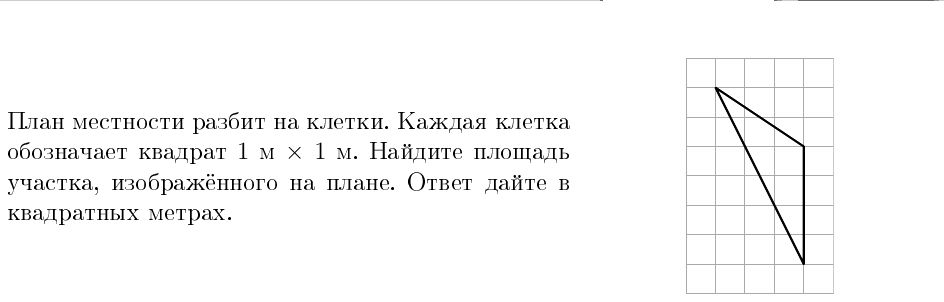 План местности разбит на клетки. Каждая клетка
обозначает квадрат 1 м × 1 м. Найдите площадь
участка, изображённого на плане. Ответ дайте в
квадратных метрах.